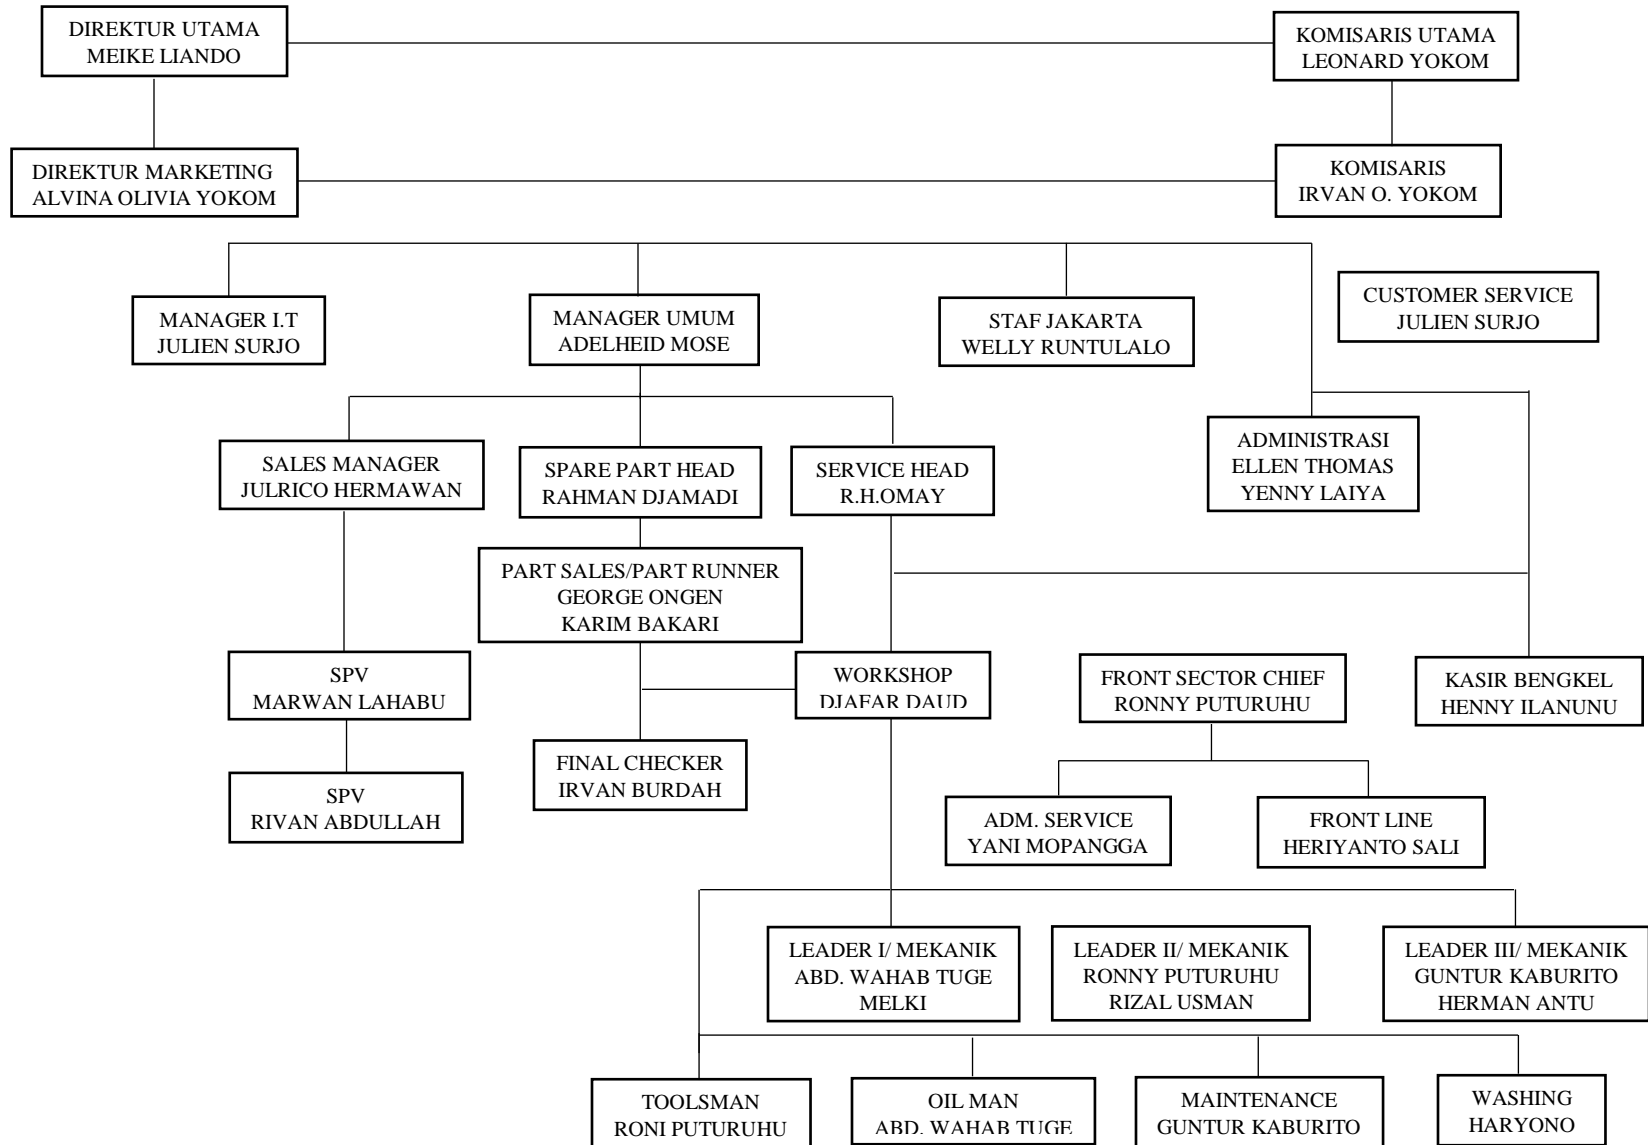 DIREKTUR UTAMA
MEIKE LIANDO
KOMISARIS UTAMA
LEONARD YOKOM
DIREKTUR MARKETING
ALVINA OLIVIA YOKOM
KOMISARIS
IRVAN O. YOKOM
MANAGER I.T
JULIEN SURJO
MANAGER UMUM
ADELHEID MOSE
STAF JAKARTA
WELLY RUNTULALO
CUSTOMER SERVICE
JULIEN SURJO
SALES MANAGER
JULRICO HERMAWAN
SPARE PART HEAD
RAHMAN DJAMADI
SERVICE HEAD
R.H.OMAY
ADMINISTRASI
ELLEN THOMAS
YENNY LAIYA
PART SALES/PART RUNNER
GEORGE ONGEN
KARIM BAKARI
SPV
MARWAN LAHABU
WORKSHOP
DJAFAR DAUD
FRONT SECTOR CHIEF
RONNY PUTURUHU
KASIR BENGKEL
HENNY ILANUNU
SPV
RIVAN ABDULLAH
FINAL CHECKER
IRVAN BURDAH
ADM. SERVICE
YANI MOPANGGA
FRONT LINE
HERIYANTO SALI
LEADER I/ MEKANIK
ABD. WAHAB TUGE
MELKI
LEADER II/ MEKANIK
RONNY PUTURUHU
RIZAL USMAN
LEADER III/ MEKANIK
GUNTUR KABURITO
HERMAN ANTU
TOOLSMAN
RONI PUTURUHU
OIL MAN
ABD. WAHAB TUGE
MAINTENANCE
GUNTUR KABURITO
WASHING
HARYONO